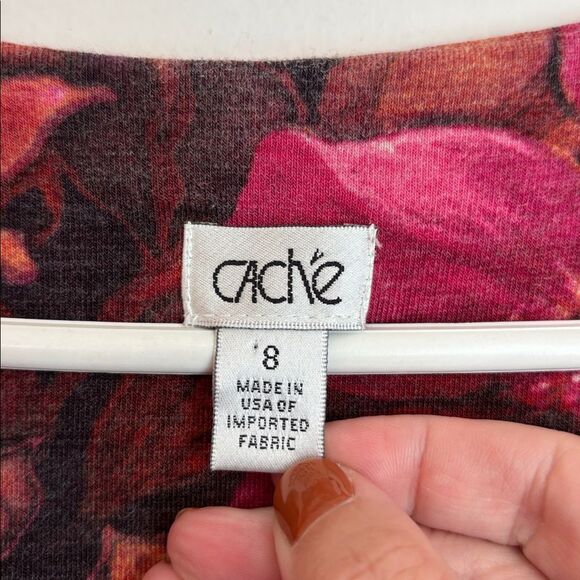 Caché
8
MADE IN
USA OF
IMPORTED
FABRIC